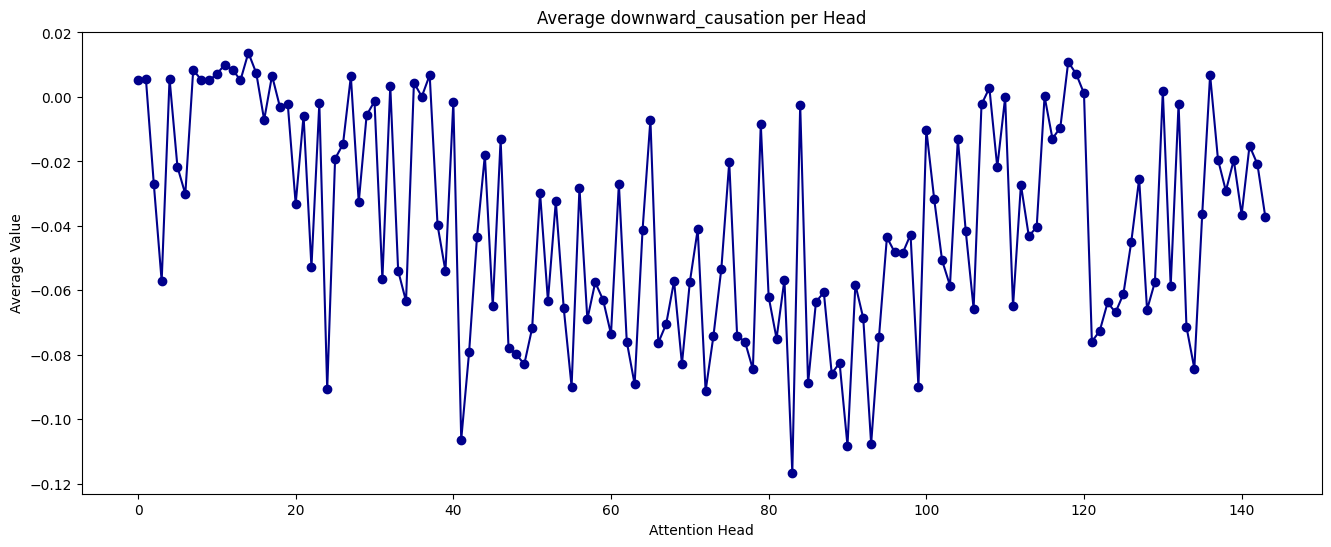 Average downward_causation per Head
Average Value
0.02
0.00
−0.02
−0.04
−0.06
−0.08
−0.10
−0.12
0 20 40 60 80 100 120 140
Attention Head